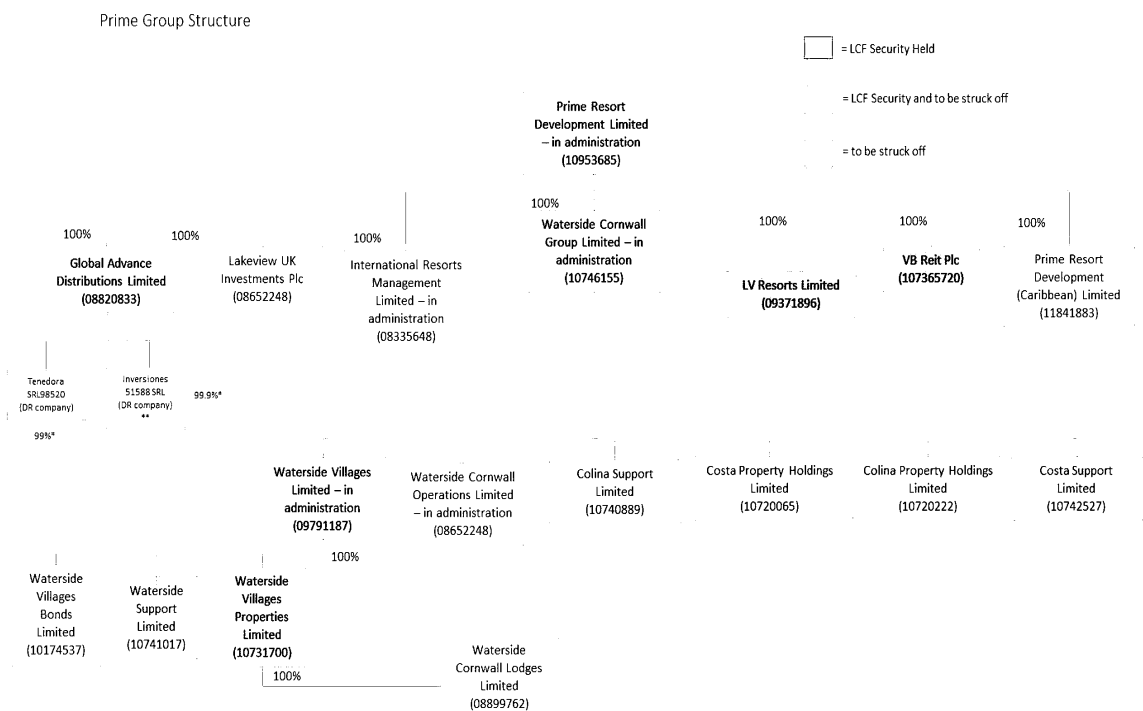 Prime Group Structure
= LCF Security Held
= LCF Security and to be struck off
= to be struck off
Prime Resort
Development Limited
– in administration
(10953685)
100%
100%
100%
100%
100%
100%
100%
Global Advance
Distributions Limited
(08820833)
Lakeview UK
Investments Plc
(08652248)
International Resorts
Management
Limited – in
administration
(08335648)
Waterside Cornwall
Group Limited – in
administration
(10746155)
LV Resorts Limited
(09371896)
VB Reit Plc
(107365720)
Prime Resort
Development
(Caribbean) Limited
(11841883)
Tenedora
SRL98520
(DR company)
99%*
Inversiones
51588 SRL
(DR company)
**
99.9%*
Waterside Villages
Limited – in
administration
(09791187)
Waterside Cornwall
Operations Limited
– in administration
(08652248)
Colina Support
Limited
(10740889)
Costa Property Holdings
Limited
(10720065)
Colina Property Holdings
Limited
(10720222)
Costa Support
Limited
(10742527)
100%
Waterside
Villages
Bonds
Limited
(10174537)
Waterside
Support
Limited
(10741017)
Waterside
Villages
Properties
Limited
(10731700)
100%
Waterside
Cornwall Lodges
Limited
(08899762)